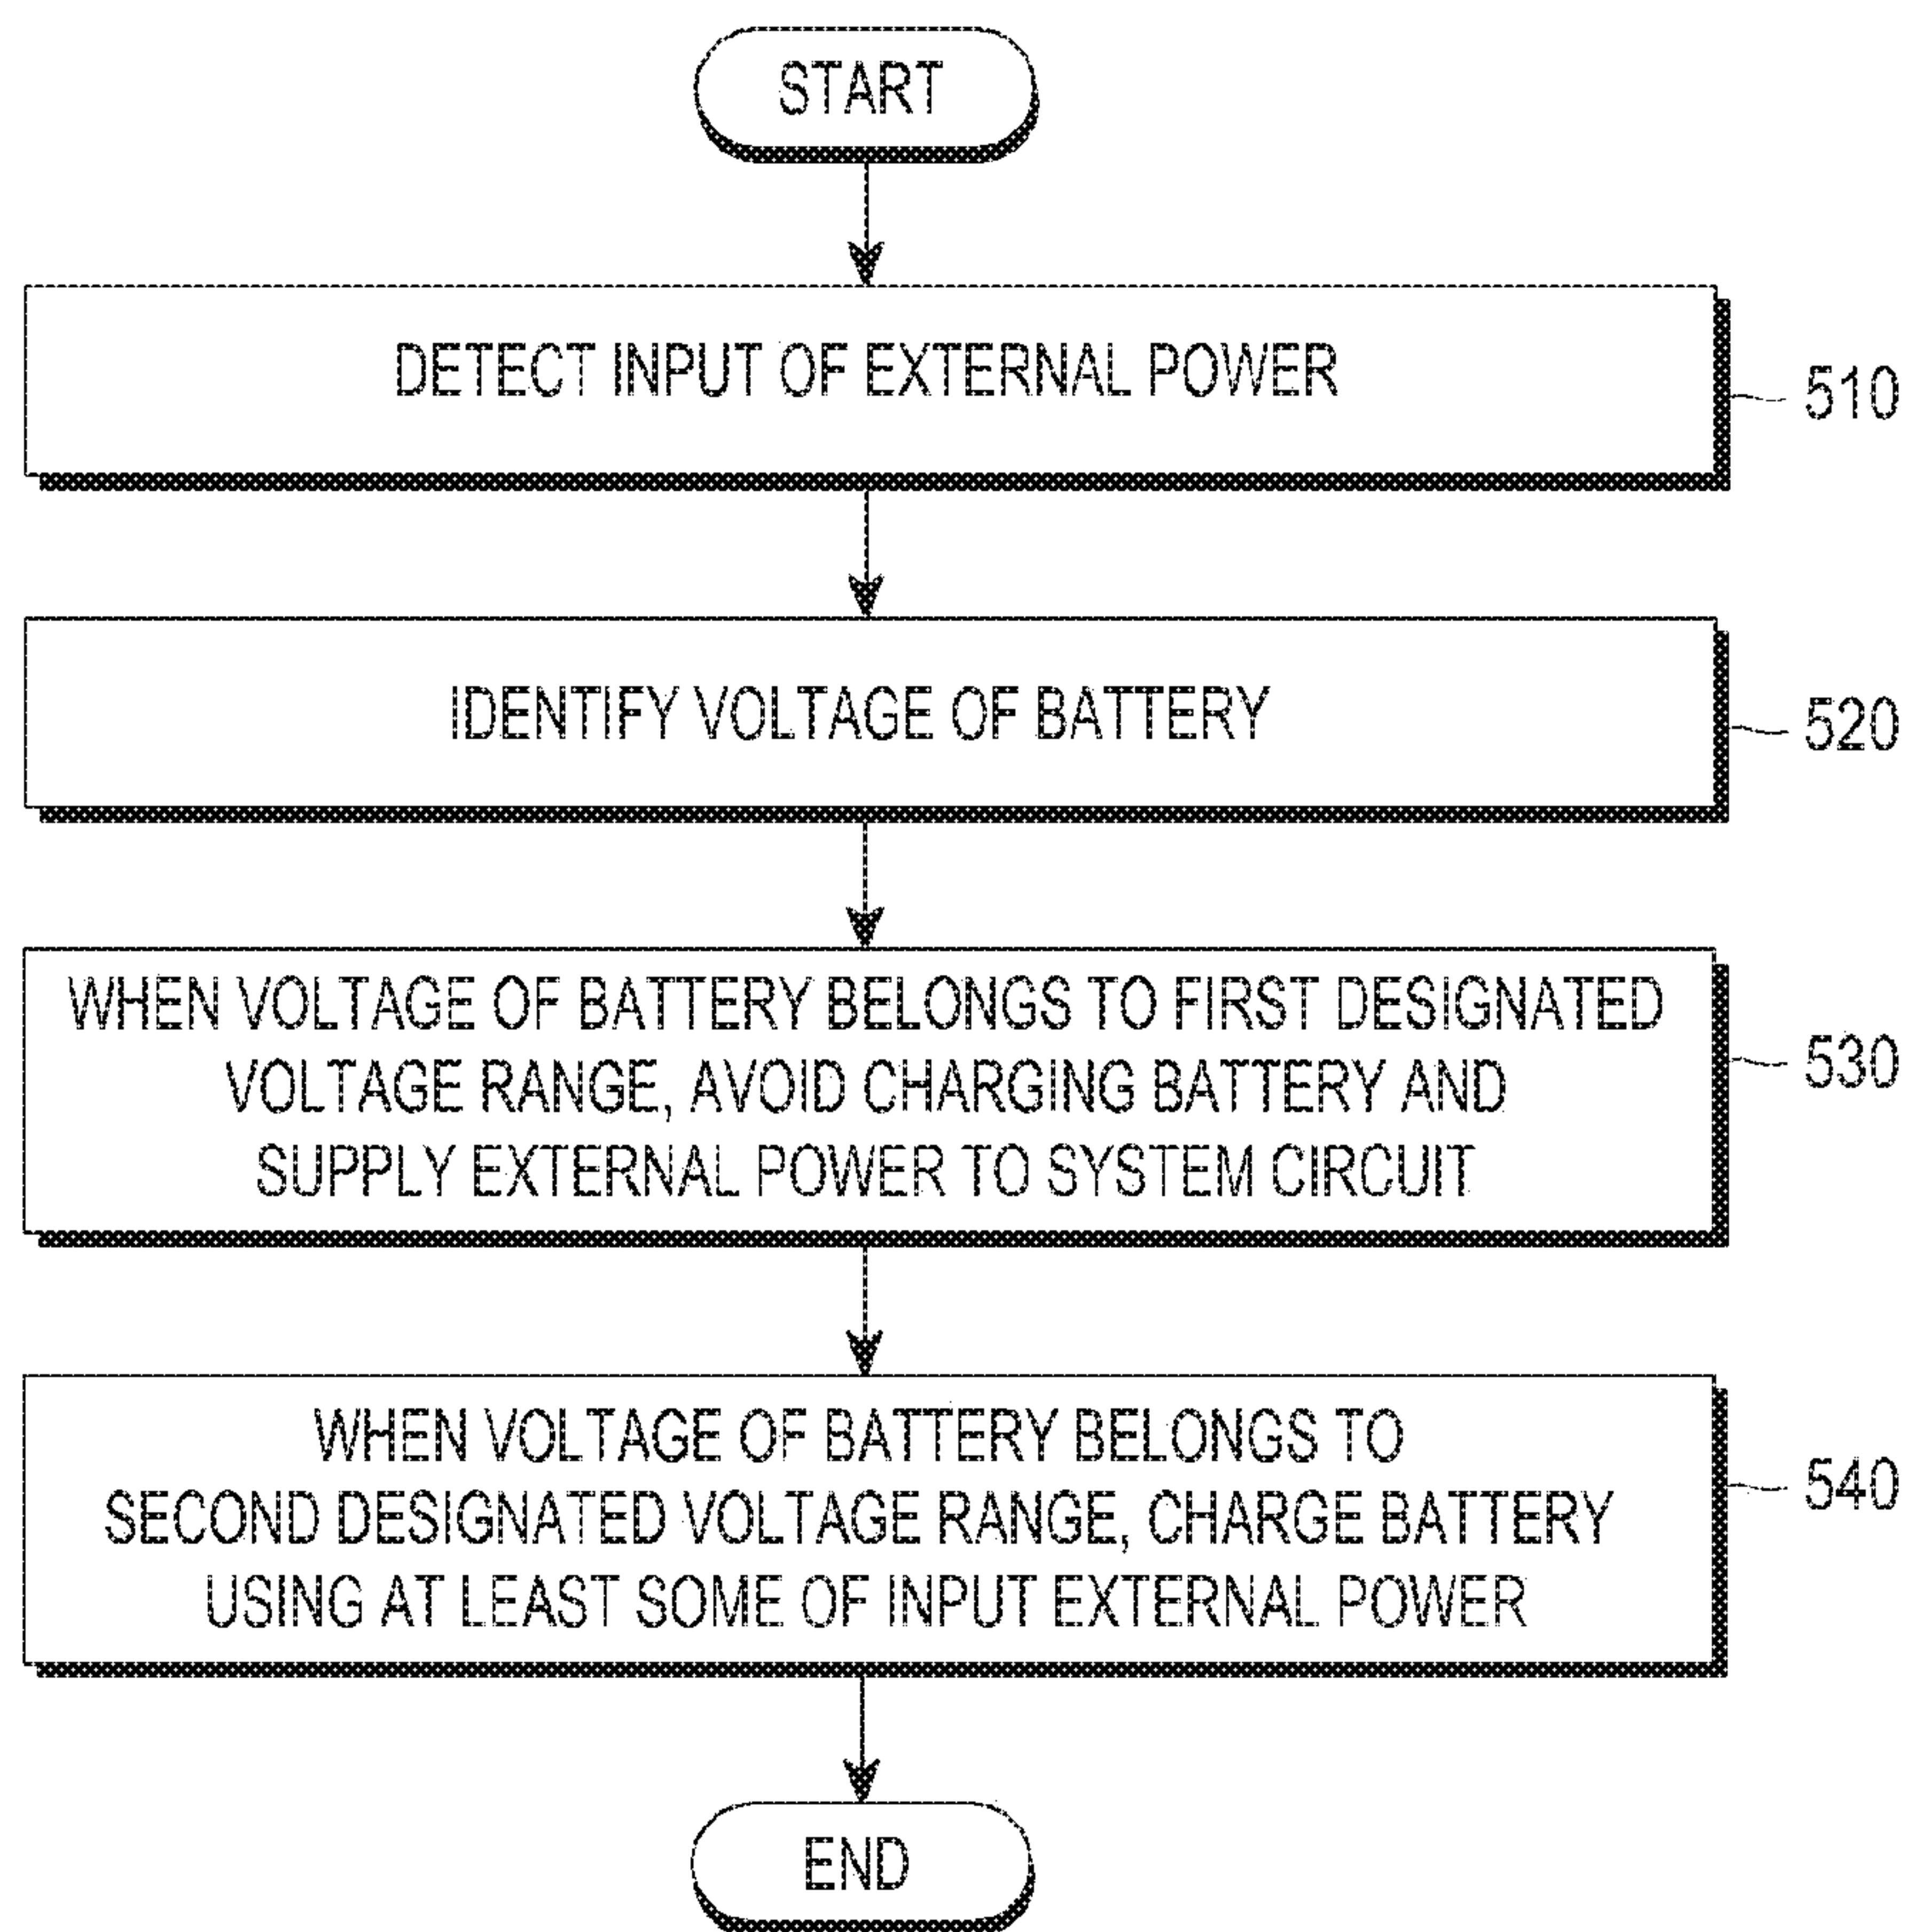 START
DETECT INPUT OF EXTERNAL POWER
510
IDENTIFY VOLTAGE OF BATTERY
520
WHEN VOLTAGE OF BATTERY BELONGS TO FIRST DESIGNATED
VOLTAGE RANGE, AVOID CHARGING BATTERY AND
SUPPLY EXTERNAL POWER TO SYSTEM CIRCUIT
530
WHEN VOLTAGE OF BATTERY BELONGS TO
SECOND DESIGNATED VOLTAGE RANGE, CHARGE BATTERY
USING AT LEAST SOME OF INPUT EXTERNAL POWER
540
END